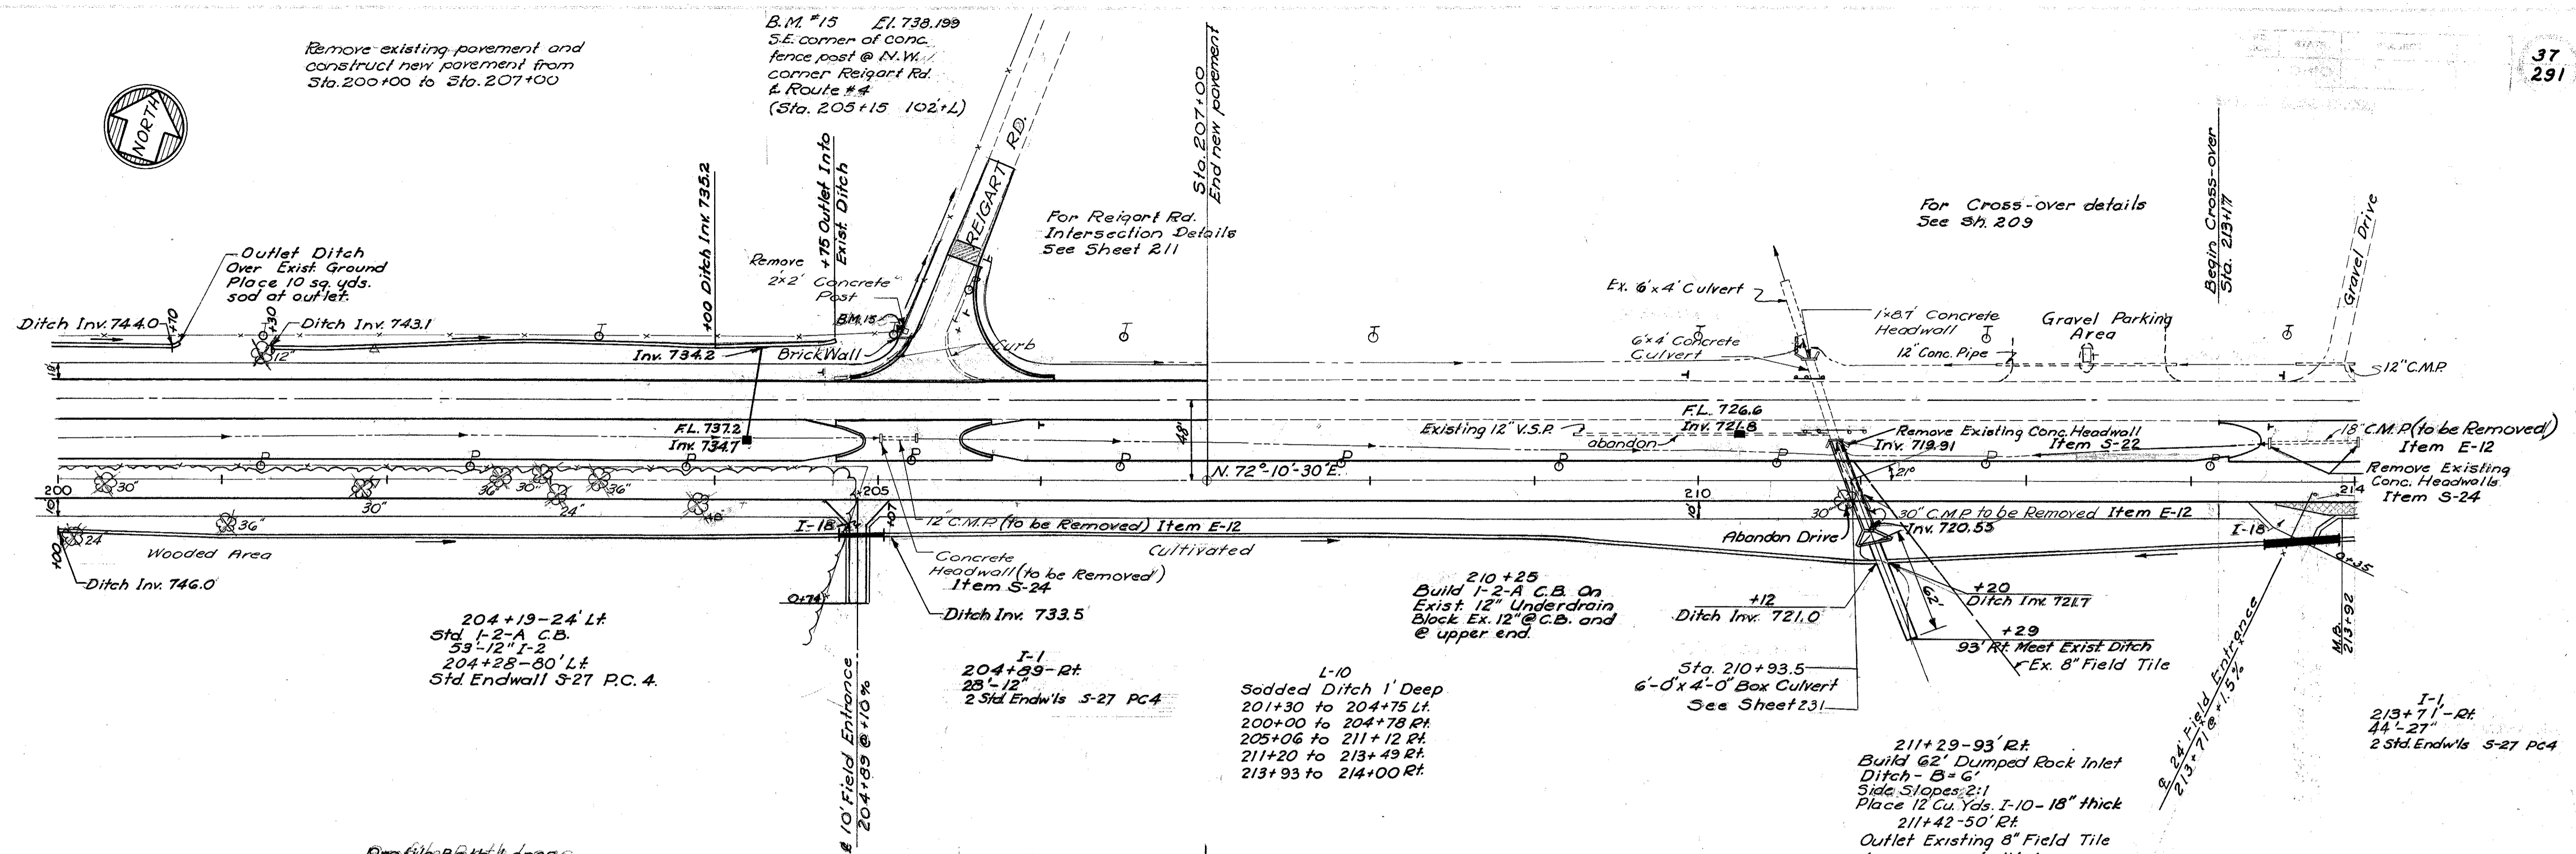 37
291
Remove existing pavement and
construct new pavement from
Sta. 200+00 to Sta. 207+00
NORTH
B.M. #15 El. 738.199
S.E. corner of conc.
fence post @ N.W.
corner Reigart Rd.
& Route #4
(Sta. 205+15 102'±L)
Outlet Ditch
Over Exist. Ground
Place 10 sq. yds.
sod at outlet.
Ditch Inv. 744.0
+70
+30
12"
Ditch Inv. 743.1
+00 Ditch Inv. 735.2
+75 Outlet Into
Exist. Ditch
Remove
2'x2' Concrete
Post
B.M.15
Inv. 734.2
Brick Wall
Curb
REIGART RD.
For Reigart Rd.
Intersection Details
See Sheet 211
Sta. 207+00
End new pavement
For Cross-over details
See Sh. 209
Begin Cross-over
Sta. 213+17
Gravel Drive
Ex. 6'x4' Culvert
1'x8.7' Concrete
Headwall
6'x4' Concrete
Culvert
12" Conc. Pipe
Gravel Parking
Area
12" C.M.P.
F.L. 737.2
Inv. 734.7
48'
N. 72°-10'-30"E.
Existing 12" V.S.P.
abandon
F.L. 726.6
Inv. 721.8
Remove Existing Conc. Headwall
Item S-22
Inv. 719.91
21°
18" C.M.P. (to be Removed)
Item E-12
Remove Existing
Conc. Headwalls
Item S-24
200
205
210
214
10'
10'
30"
30"
36"
30"
24"
36"
36"
24
+00
Wooded Area
Ditch Inv. 746.0
I-18
+07
12" C.M.P. (to be Removed) Item E-12
Concrete
Headwall (to be Removed)
Item S-24
Cultivated
0+74
Ditch Inv. 733.5
30"
30" C.M.P. to be Removed Item E-12
Inv. 720.53
Abandon Drive
I-18
0+35
204+19-24' Lt.
Std. 1-2-A C.B.
53'-12" I-2
204+28-80' Lt.
Std. Endwall S-27 P.C. 4.
℄ 10' Field Entrance
204+89 @ +10%
I-1
204+89-Rt.
28'-12"
2 Std. Endw'ls S-27 PC4
L-10
Sodded Ditch 1' Deep
201+30 to 204+75 Lt.
200+00 to 204+78 Rt.
205+06 to 211+12 Rt.
211+20 to 213+49 Rt.
213+93 to 214+00 Rt.
210+25
Build 1-2-A C.B. On
Exist. 12" Underdrain
Block Ex. 12" @ C.B. and
@ upper end.
+12
Ditch Inv. 721.0
+20
Ditch Inv. 721.7
62'
+29
93' Rt. Meet Exist. Ditch
Ex. 8" Field Tile
Sta. 210+93.5
6'-0"x4'-0" Box Culvert
See Sheet 231
211+29-93' Rt.
Build 62' Dumped Rock Inlet
Ditch - B=6'
Side Slopes 2:1
Place 12 Cu. Yds. I-10-18" thick
211+42-50' Rt.
Outlet Existing 8" Field Tile
℄ 24' Field Entrance
213+71 @ +1.5%
M.B.
213+92
I-1
213+71'-Rt.
44'-27"
2 Std. Endw'ls S-27 PC4